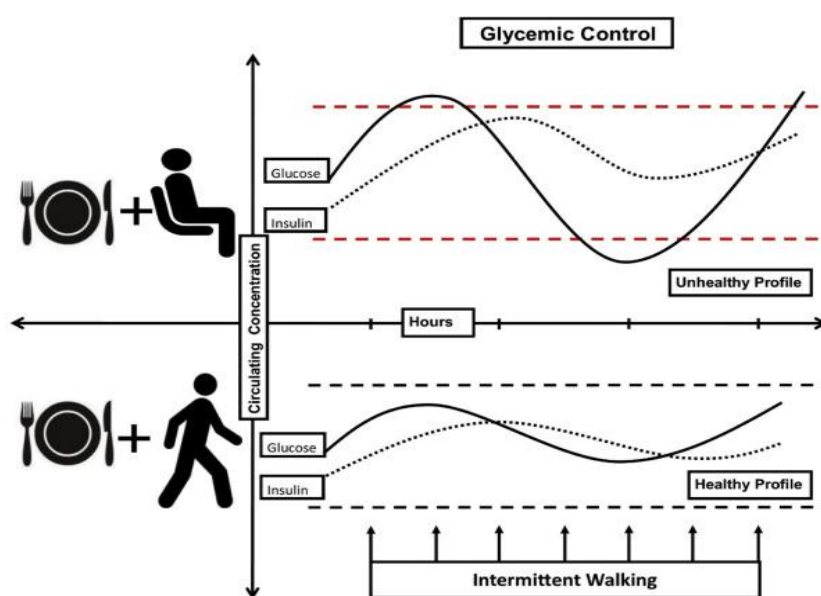 Glycemic Control
Glucose
Insulin
Unhealthy Profile
Circulating Concentration
Hours
Glucose
Insulin
Healthy Profile
Intermittent Walking